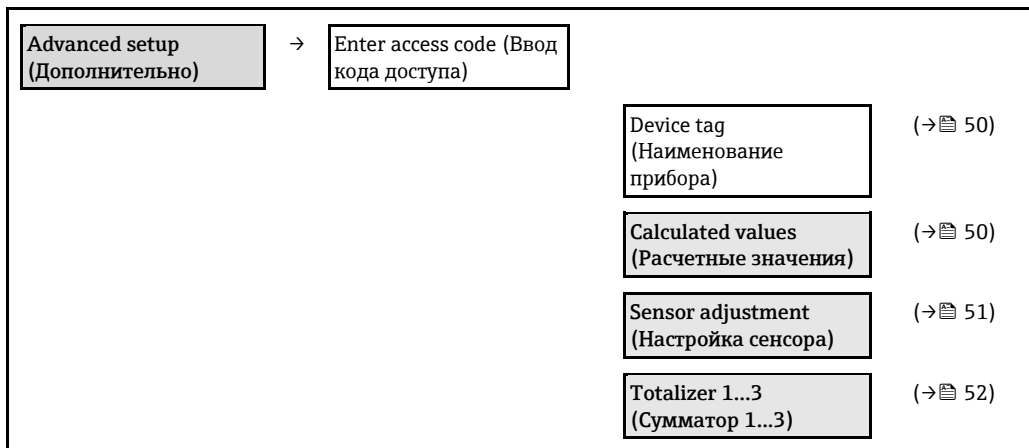 Advanced setup
(Дополнительно)
→
Enter access code (Ввод
кода доступа)
Device tag
(Наименование
прибора)
(→ 50)
Calculated values
(Расчетные значения)
(→ 50)
Sensor adjustment
(Настройка сенсора)
(→ 51)
Totalizer 1...3
(Сумматор 1...3)
(→ 52)